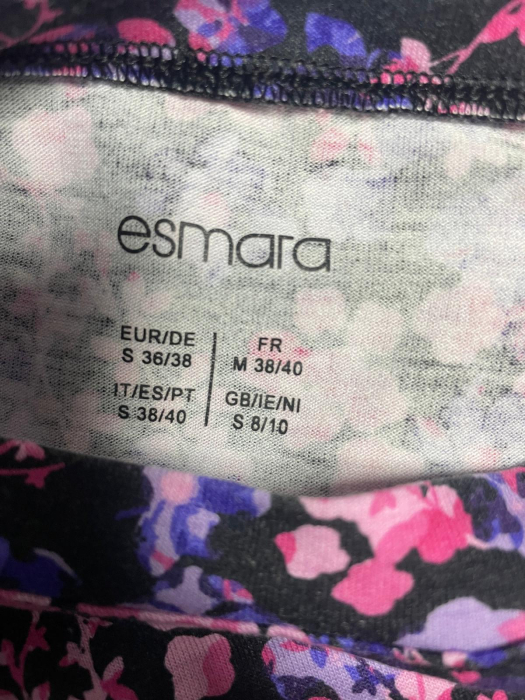 esmara
EUR/DE
S 36/38
FR
M 38/40
IT/ES/PT
S 38/40
GB/IE/NI
S 8/10